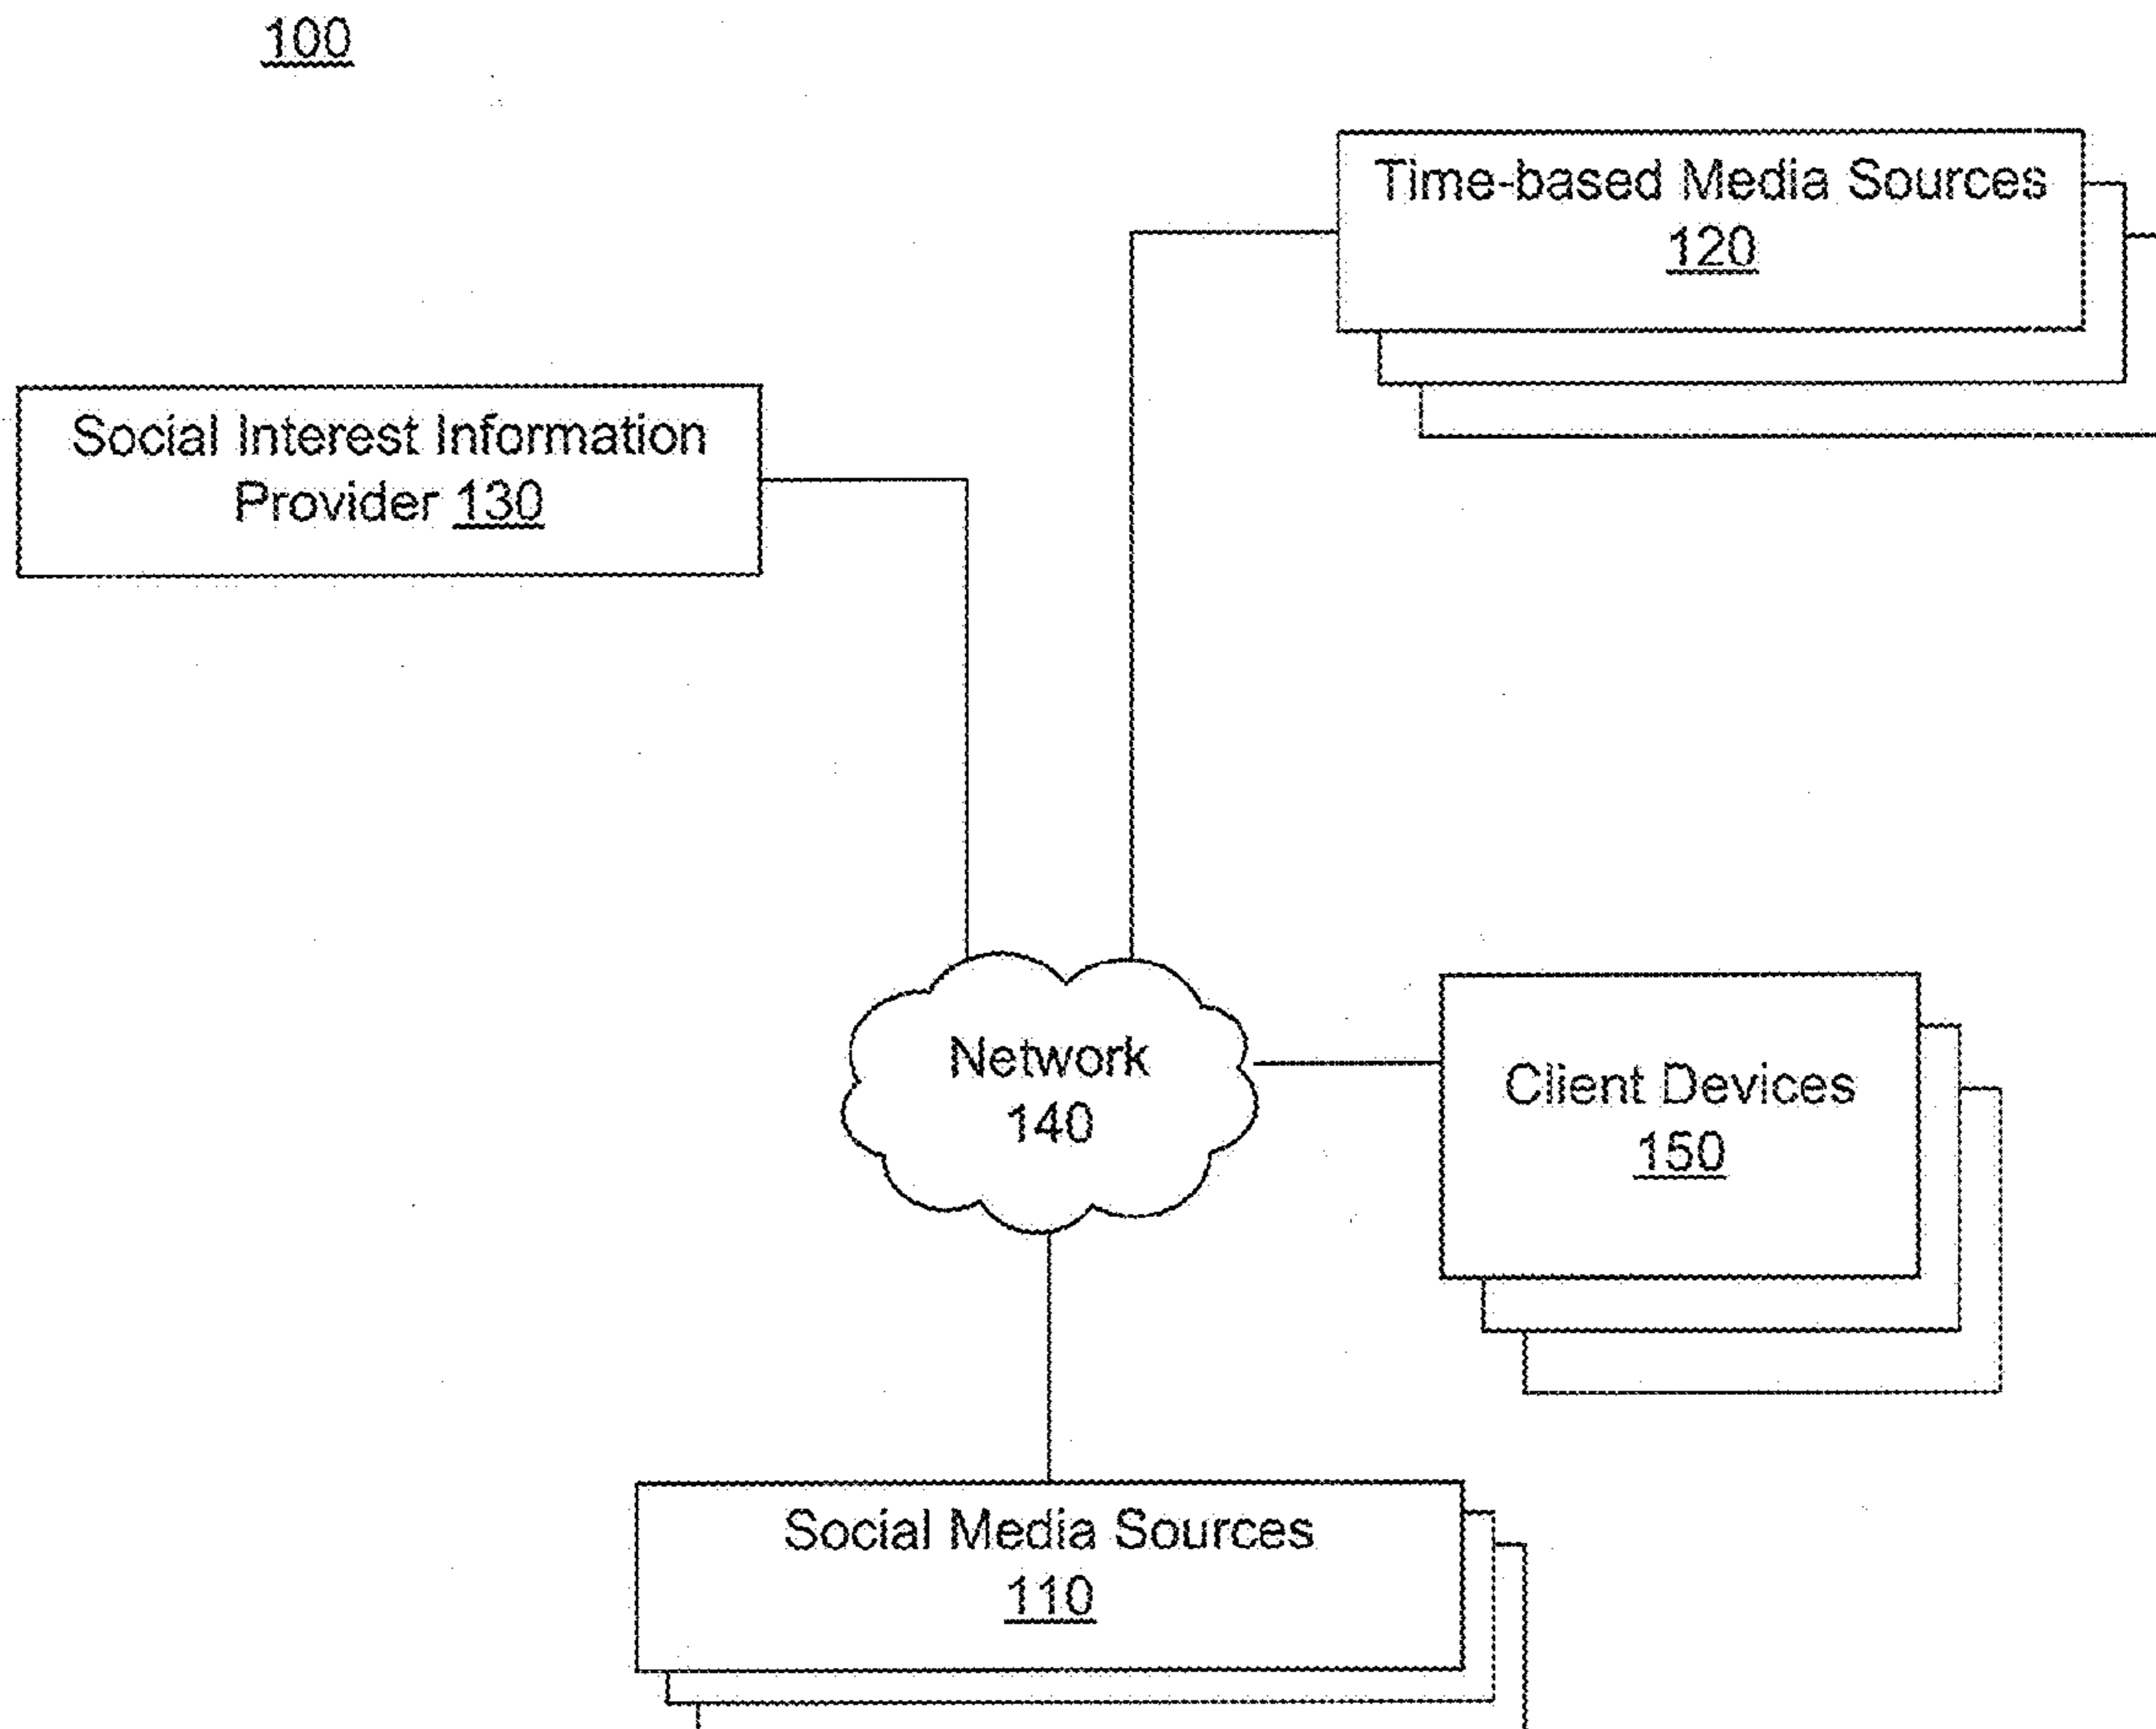 100
Time-based Media Sources
120
Social Interest Information
Provider 130
Network
140
Client Devices
150
Social Media Sources
110